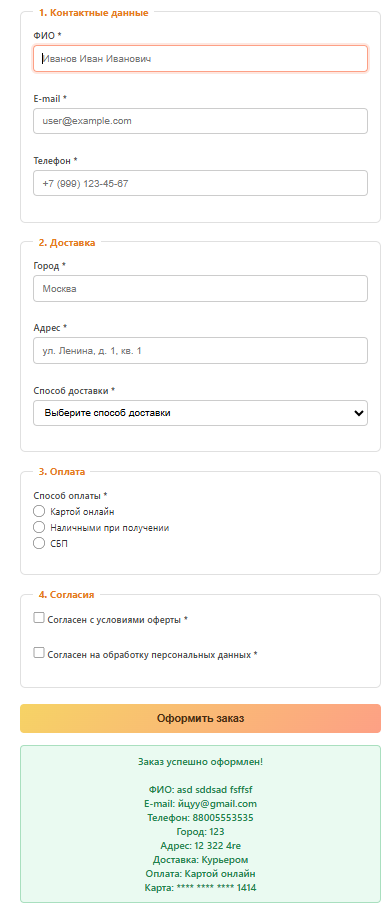 1. Контактные данные
ФИО *
Иванов Иван Иванович
E-mail *
user@example.com
Телефон *
+7 (999) 123-45-67
2. Доставка
Город *
Москва
Адрес *
ул. Ленина, д. 1, кв. 1
Способ доставки *
Выберите способ доставки
3. Оплата
Способ оплаты *
Картой онлайн
Наличными при получении
СБП
4. Согласия
Согласен с условиями оферты *
Согласен на обработку персональных данных *
Оформить заказ
Заказ успешно оформлен!
ФИО: asd sddsad fsffsf
E-mail: йцуу@gmail.com
Телефон: 88005553535
Город: 123
Адрес: 12 322 4re
Доставка: Курьером
Оплата: Картой онлайн
Карта: **** **** **** 1414